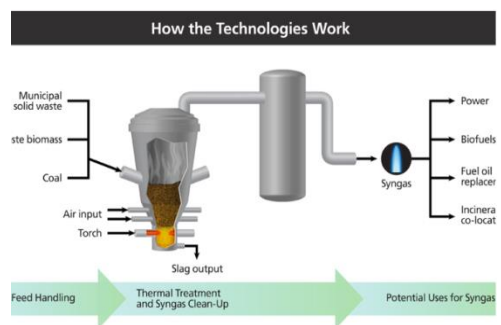 How the Technologies Work
Municipal
solid waste
ste biomass
Coal
Air input
Torch
Slag output
Syngas
Power
Biofuels
Fuel oil
replacer
Incinera
co-locat
Feed Handling
Thermal Treatment
and Syngas Clean-Up
Potential Uses for Syngas